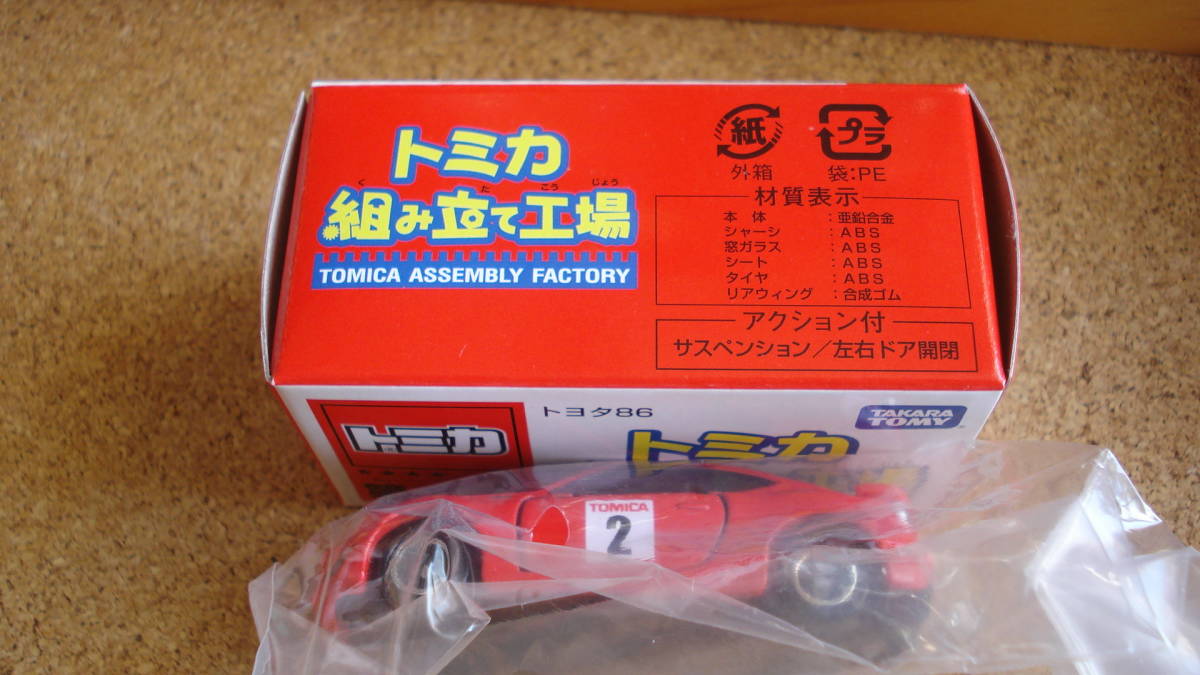 トミカ
く た こう じょう
組み立て工場
TOMICA ASSEMBLY FACTORY
紙 プラ
外箱 袋:PE
材質表示
本体 :亜鉛合金
シャーシ :ABS
窓ガラス :ABS
シート :ABS
タイヤ :ABS
リアウィング :合成ゴム
アクション付
サスペンション/左右ドア開閉
トミカ
トヨタ86
TAKARA
TOMY
トミカ
TOMICA
2